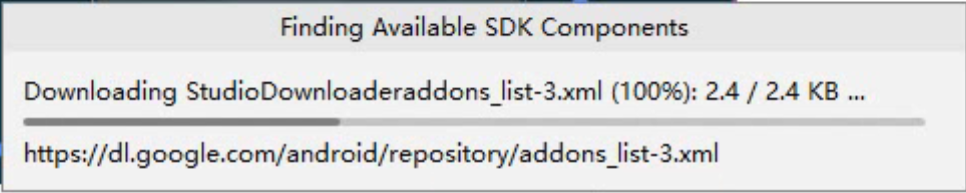 Finding Available SDK Components
Downloading StudioDownloaderaddons_list-3.xml (100%): 2.4 / 2.4 KB ...
https://dl.google.com/android/repository/addons_list-3.xml